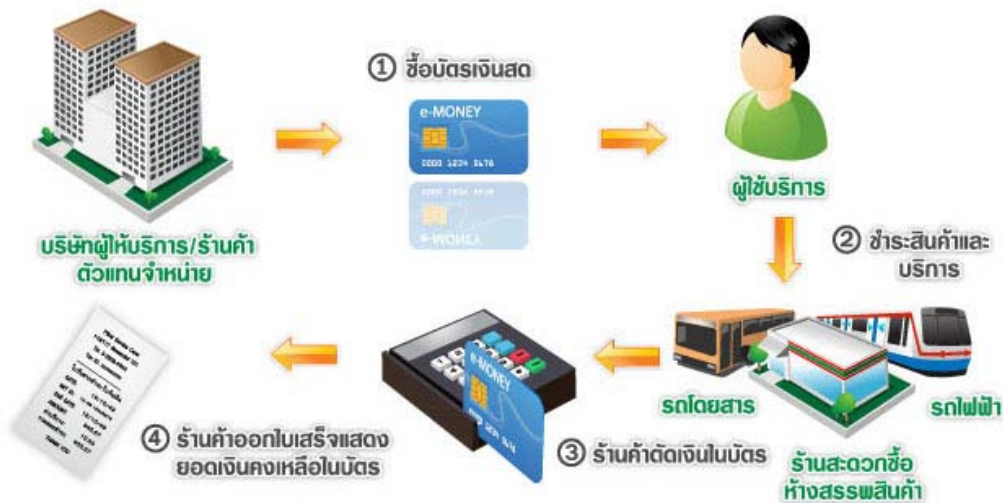 ① ซื้อบัตรเงินสด
e-MONEY
0000 1234 5678
บริษัทผู้ให้บริการ/ร้านค้า
ตัวแทนจำหน่าย
ผู้ใช้บริการ
② ชำระสินค้าและ
บริการ
รถโดยสาร
รถไฟฟ้า
ร้านสะดวกซื้อ
ห้างสรรพสินค้า
e-MONEY
③ ร้านค้าตัดเงินในบัตร
④ ร้านค้าออกใบเสร็จแสดง
ยอดเงินคงเหลือในบัตร